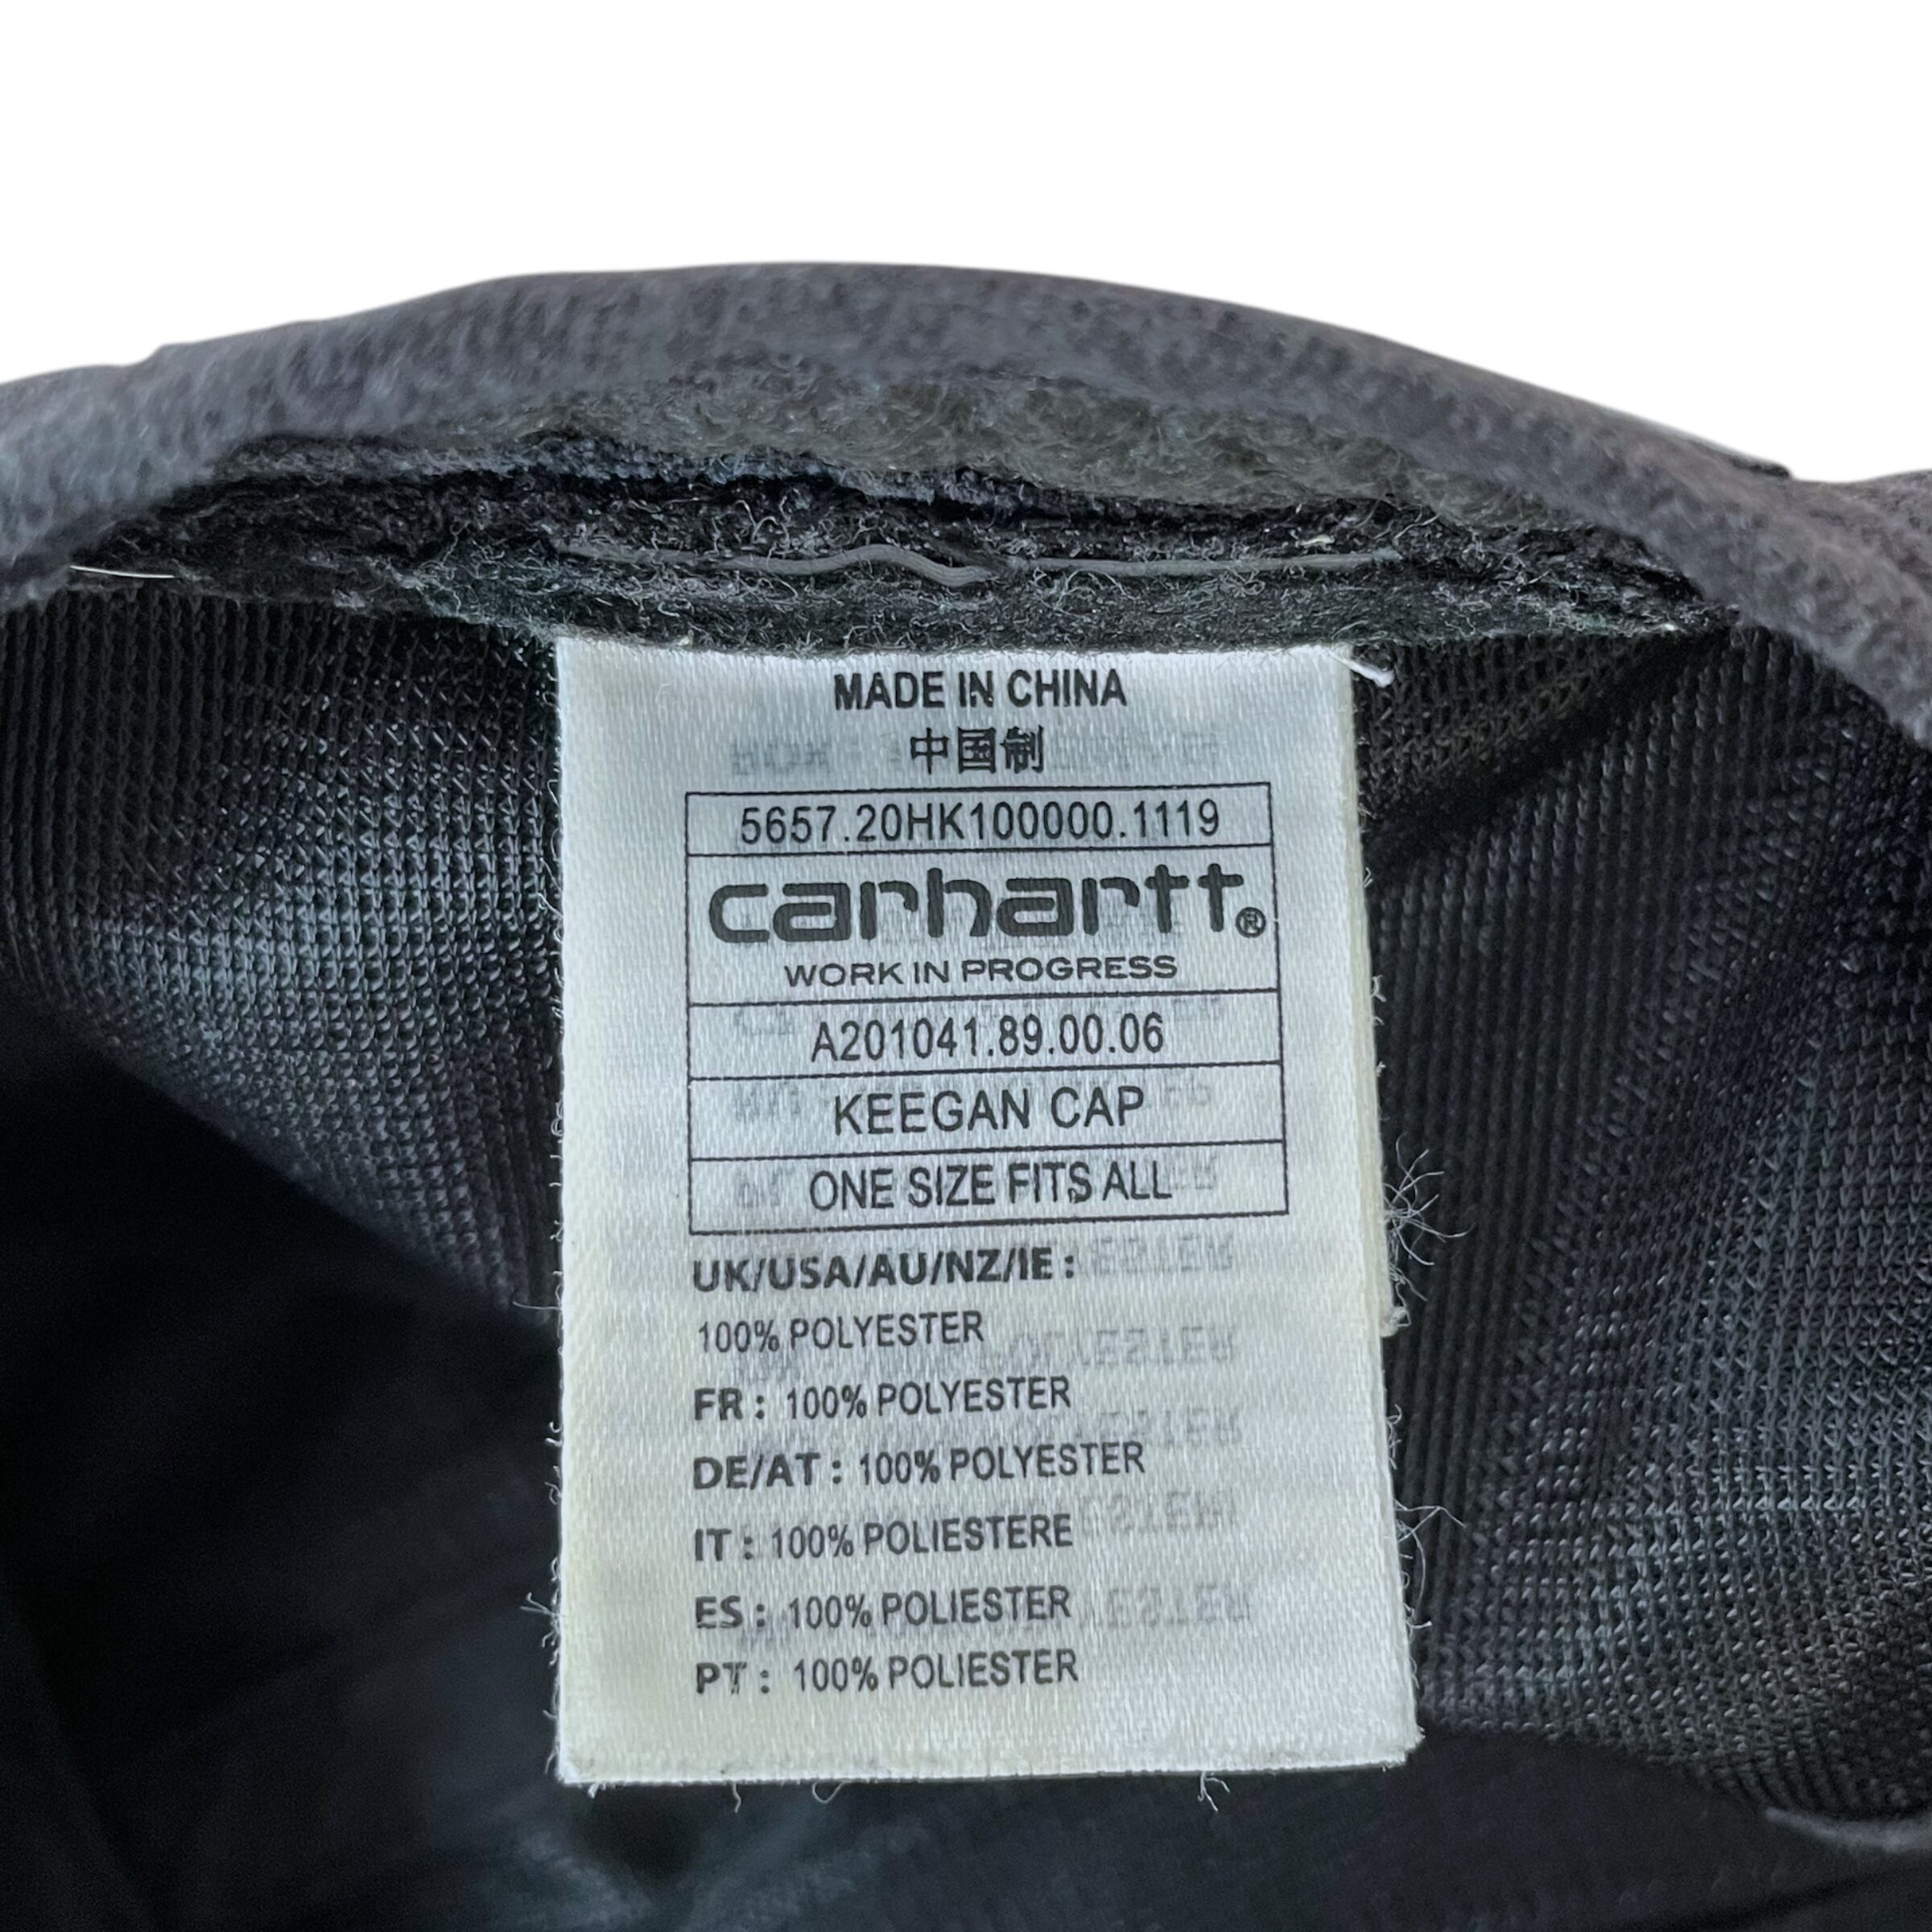 MADE IN CHINA
中国制
5657.20HK100000.1119
carhartt®
WORK IN PROGRESS
A201041.89.00.06
KEEGAN CAP
ONE SIZE FITS ALL
UK/USA/AU/NZ/IE :
100% POLYESTER
FR : 100% POLYESTER
DE/AT : 100% POLYESTER
IT : 100% POLIESTERE
ES : 100% POLIESTER
PT : 100% POLIESTER